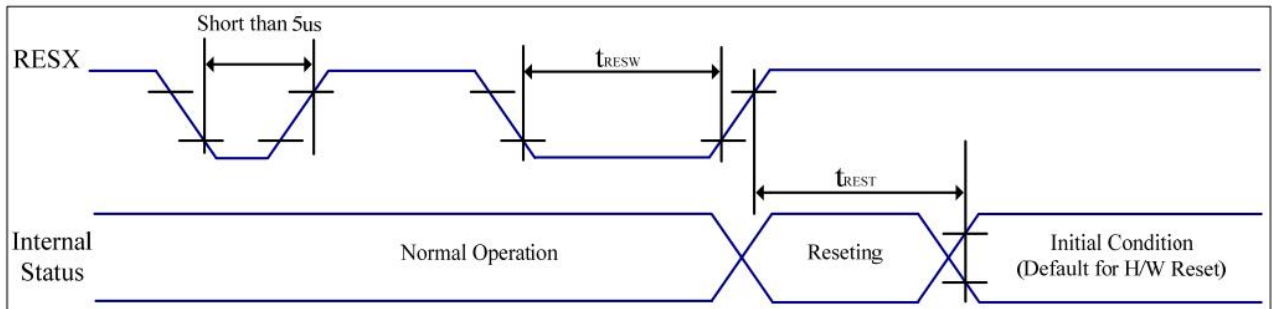 Short than 5us
RESX
tRESW
tREST
Internal
Status
Normal Operation
Reseting
Initial Condition
(Default for H/W Reset)